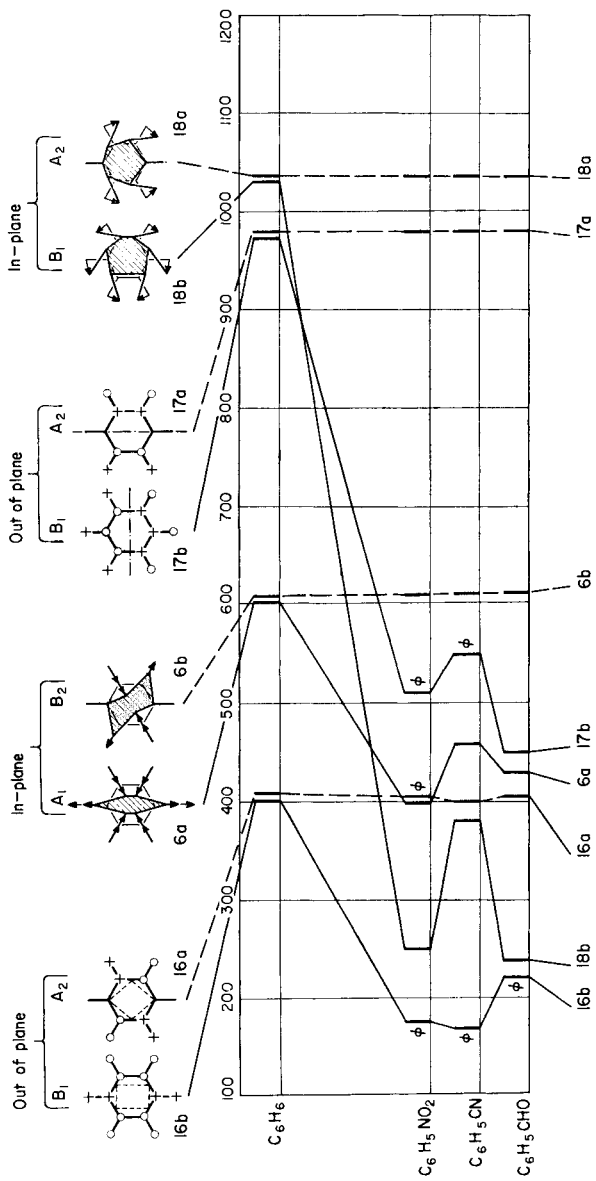 Out of plane
B1 A2
In-plane
A1 B2
Out of plane
B1 A2
In-plane
B1 A2
16b 16a 6a 6b 17b 17a 18b 18a
100 200 300 400 500 600 700 800 900 1000 1100 1200
C6H6
C6H5NO2
ϕ ϕ ϕ
C6H5CN
ϕ ϕ
C6H5CHO
ϕ
16b 18b 16a 6a 17b 6b 17a 18a